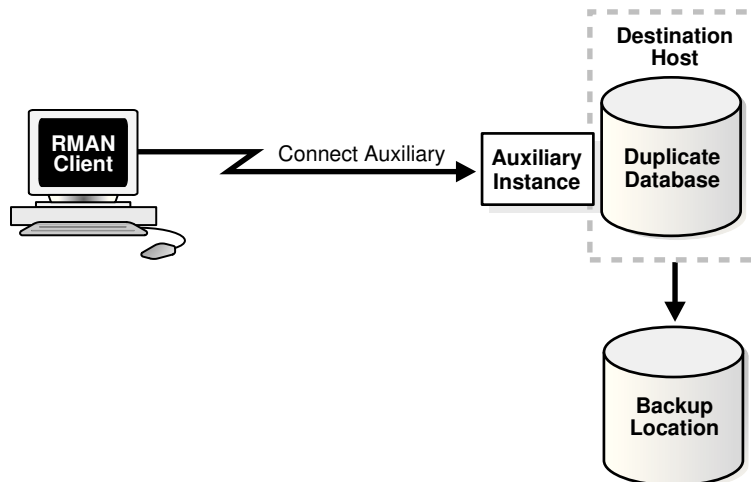 Destination
Host
RMAN
Client
Connect Auxiliary
Auxiliary
Instance
Duplicate
Database
Backup
Location